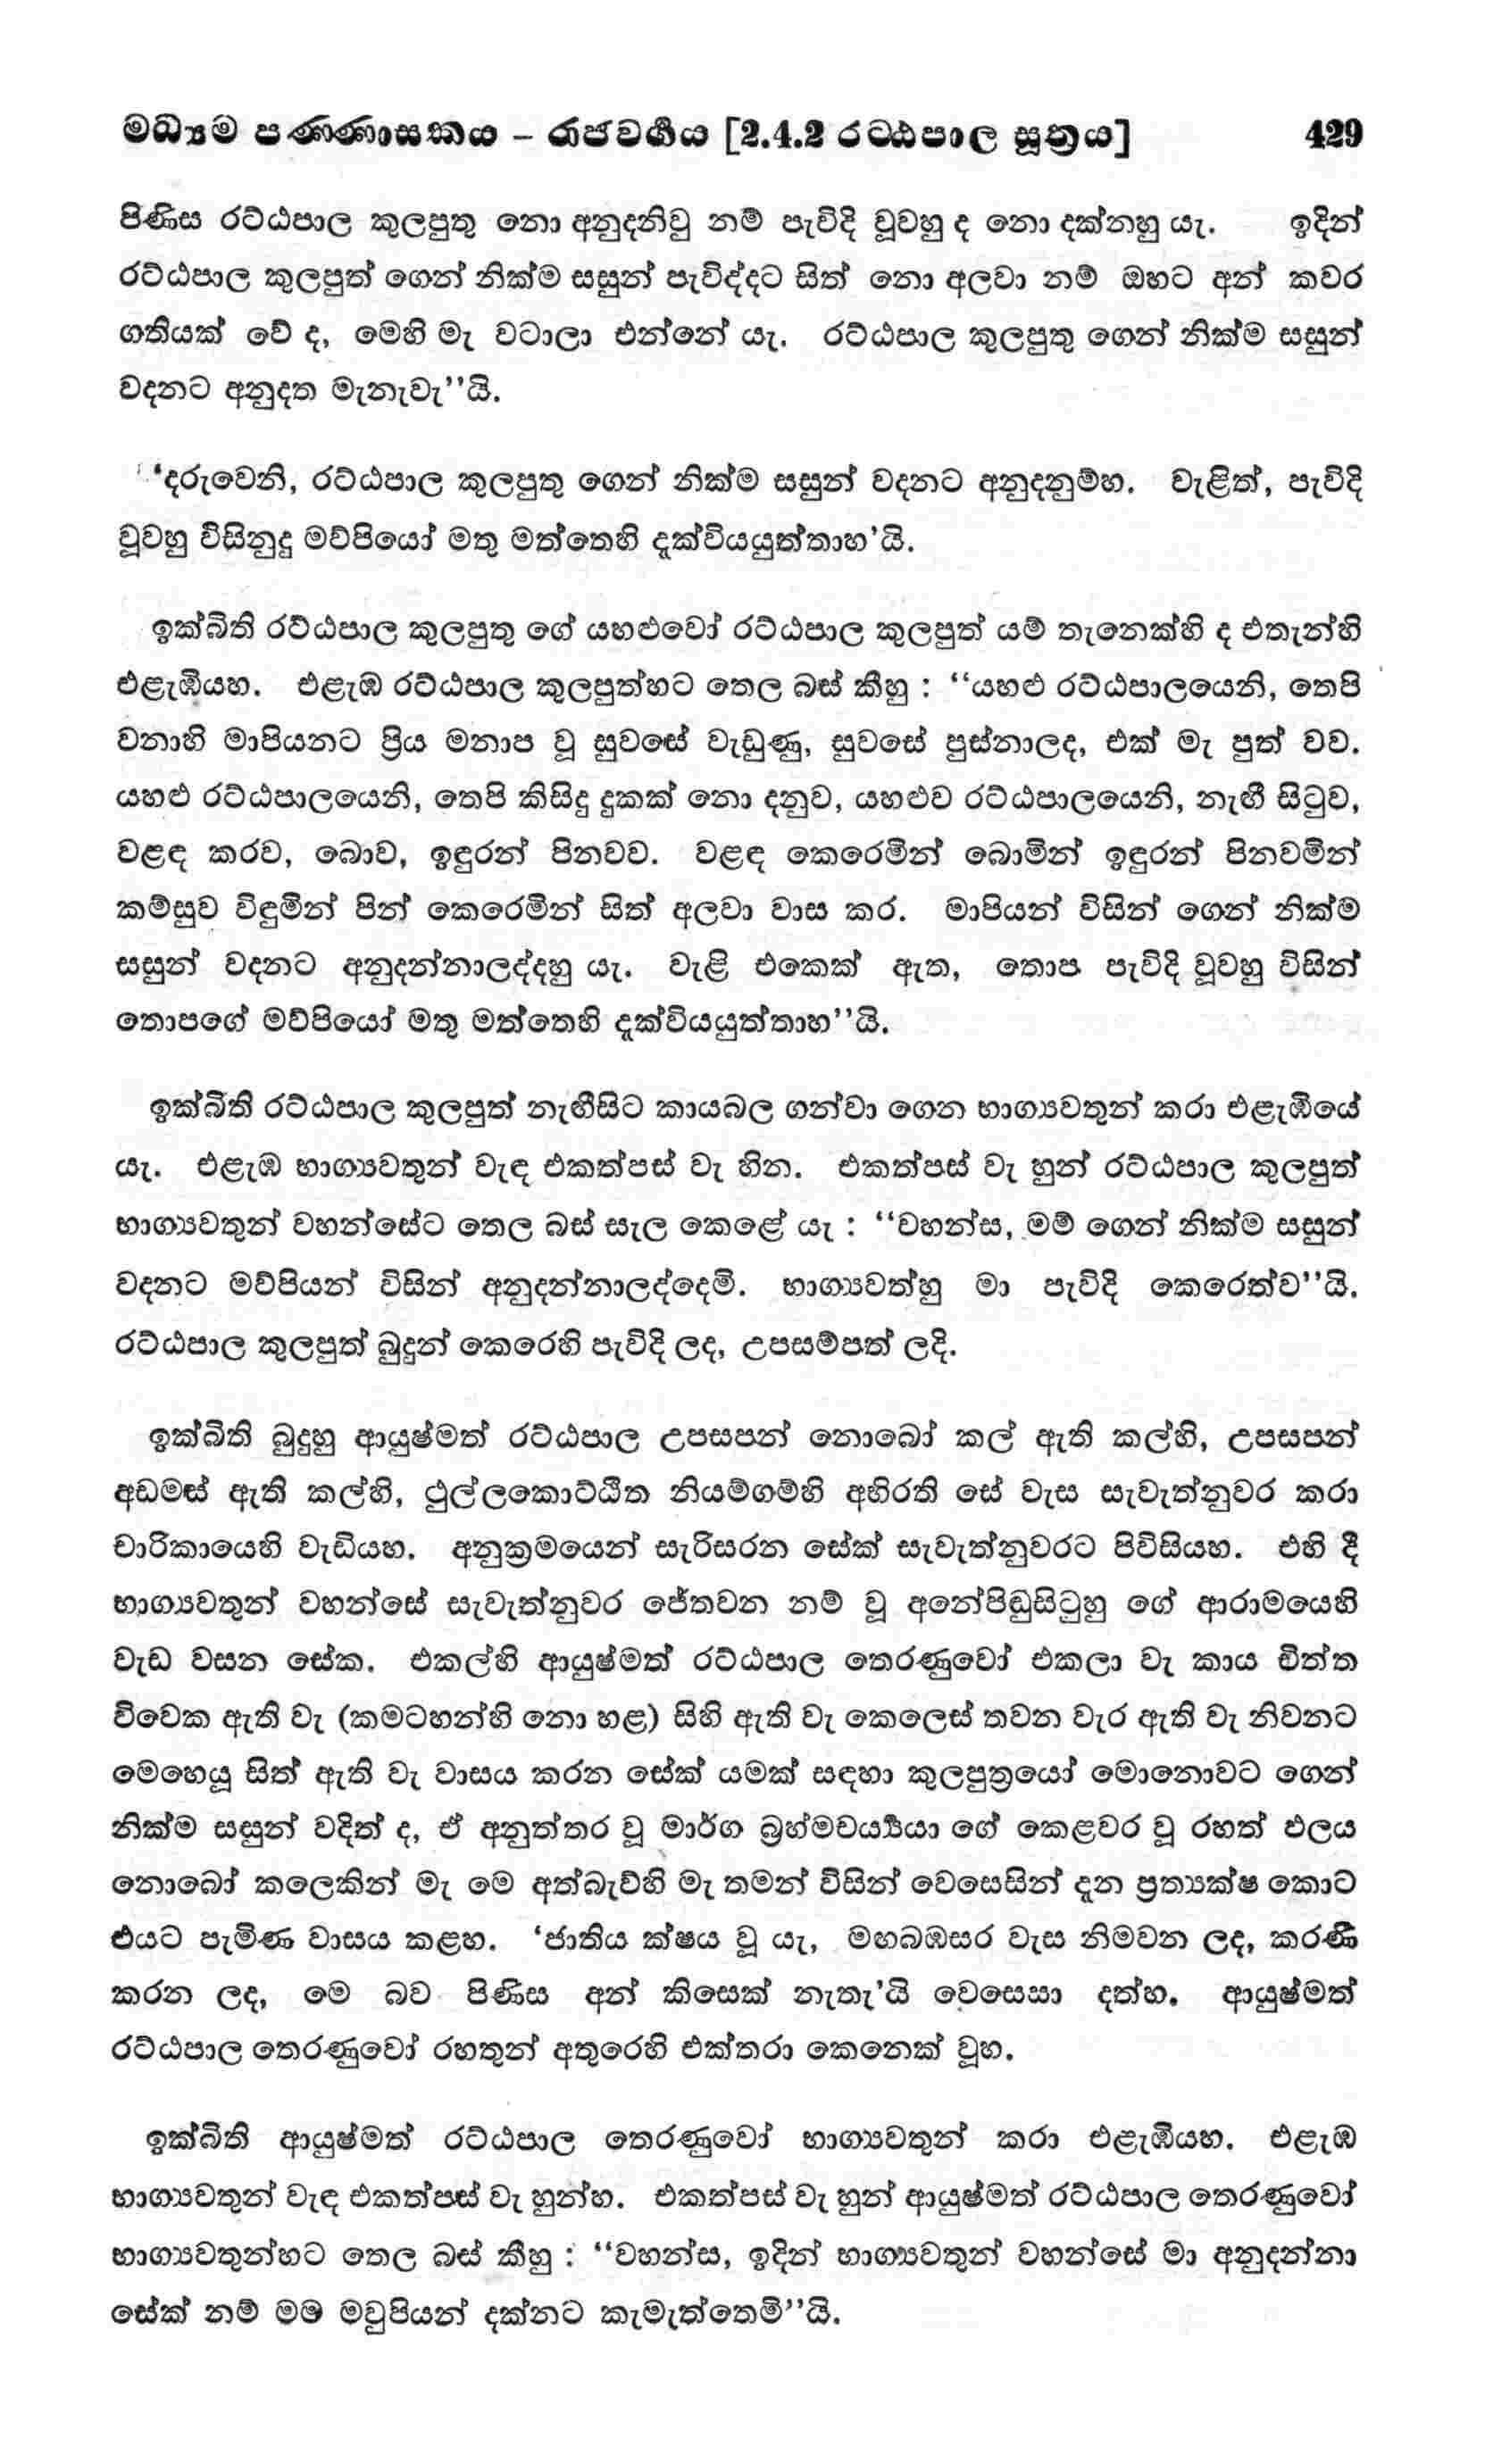 මධ්‍යම පණ්ණාසකය – රාජවර්ගය [2.4.2 රට්ඨපාල සූත්‍රය] 429
පිණිස රට්ඨපාල කුලපුතු නො අනුදනිවු නම් පැවිදි වූවහු ද නො දක්නහු යැ. ඉදින්
රට්ඨපාල කුලපුත් ගෙන් නික්ම සසුන් පැවිද්දට සිත් නො අලවා නම් ඔහට අන් කවර
ගතියක් වේ ද, මෙහි මැ වටාලා එන්නේ යැ. රට්ඨපාල කුලපුතු ගෙන් නික්ම සසුන්
වදනට අනුදත මැනැවැ’’යි.
‘‘දරුවෙනි, රට්ඨපාල කුලපුතු ගෙන් නික්ම සසුන් වදනට අනුදනුම්හ. වැළිත්, පැවිදි
වූවහු විසිනුදු මව්පියෝ මතු මත්තෙහි දැක්වියයුත්තාහ’යි.
ඉක්බිති රට්ඨපාල කුලපුතු ගේ යහළුවෝ රට්ඨපාල කුලපුත් යම් තැනෙක්හි ද එතැන්හි
එළැඹියහ. එළැඹ රට්ඨපාල කුලපුත්හට තෙල බස් කීහු : ‘‘යහළු රට්ඨපාලයෙනි, තෙපි
වනාහි මාපියනට ප්‍රිය මනාප වූ සුවසේ වැඩුණු, සුවසේ පුස්නාලද, එක් මැ පුත් වව.
යහළු රට්ඨපාලයෙනි, තෙපි කිසිදු දුකක් නො දනුව, යහළුව රට්ඨපාලයෙනි, නැඟී සිටුව,
වළඳ කරව, බොව, ඉඳුරන් පිනවව. වළඳ කෙරෙමින් බොමින් ඉඳුරන් පිනවමින්
කම්සුව විඳුමින් පින් කෙරෙමින් සිත් අලවා වාස කර. මාපියන් විසින් ගෙන් නික්ම
සසුන් වදනට අනුදන්නාලද්දහු යැ. වැළි එකෙක් ඇත, තොප පැවිදි වූවහු විසින්
තොපගේ මව්පියෝ මතු මත්තෙහි දැක්වියයුත්තාහ’’යි.
ඉක්බිති රට්ඨපාල කුලපුත් නැඟීසිට කායබල ගන්වා ගෙන භාග්‍යවතුන් කරා එළැඹියේ
යැ. එළැඹ භාග්‍යවතුන් වැඳ එකත්පස් වැ හින. එකත්පස් වැ හුන් රට්ඨපාල කුලපුත්
භාග්‍යවතුන් වහන්සේට තෙල බස් සැල කෙළේ යැ : ‘‘වහන්ස, මම් ගෙන් නික්ම සසුන්
වදනට මව්පියන් විසින් අනුදන්නාලද්දෙමි. භාග්‍යවත්හු මා පැවිදි කෙරෙත්ව’’යි.
රට්ඨපාල කුලපුත් බුදුන් කෙරෙහි පැවිදි ලද, උපසම්පත් ලදි.
ඉක්බිති බුදුහු ආයුෂ්මත් රට්ඨපාල උපසපන් නොබෝ කල් ඇති කල්හි, උපසපන්
අඩමස් ඇති කල්හි, ථුල්ලකොට්ඨිත නියම්ගම්හි අභිරති සේ වැස සැවැත්නුවර කරා
චාරිකායෙහි වැඩියහ. අනුක්‍රමයෙන් සැරිසරන සේක් සැවැත්නුවරට පිවිසියහ. එහි දී
භාග්‍යවතුන් වහන්සේ සැවැත්නුවර ජේතවන නම් වූ අනේපිඬුසිටුහු ගේ ආරාමයෙහි
වැඩ වසන සේක. එකල්හි ආයුෂ්මත් රට්ඨපාල තෙරණුවෝ එකලා වැ කාය චිත්ත
විවෙක ඇති වැ (කමටහන්හි නො හළ) සිහි ඇති වැ කෙලෙස් තවන වැර ඇති වැ නිවනට
මෙහෙයූ සිත් ඇති වැ වාසය කරන සේක් යමක් සඳහා කුලපුත්‍රයෝ මොනොවට ගෙන්
නික්ම සසුන් වදිත් ද, ඒ අනුත්තර වූ මාර්ග බ්‍රහ්මචර්‍ය්‍යයා ගේ කෙළවර වූ රහත් ඵලය
නොබෝ කලෙකින් මැ මෙ අත්බැව්හි මැ තමන් විසින් වෙසෙසින් දැන ප්‍රත්‍යක්ෂ කොට
එයට පැමිණ වාසය කළහ. ‘ජාතිය ක්ෂය වූ යැ, මහබඹසර වැස නිමවන ලද, කරණී
කරන ලද, මෙ බව පිණිස අන් කිසෙක් නැතැ’යි වෙසෙසා දත්හ. ආයුෂ්මත්
රට්ඨපාල තෙරණුවෝ රහතුන් අතුරෙහි එක්තරා කෙනෙක් වූහ.
ඉක්බිති ආයුෂ්මත් රට්ඨපාල තෙරණුවෝ භාග්‍යවතුන් කරා එළැඹියහ. එළැඹ
භාග්‍යවතුන් වැඳ එකත්පස් වැ හුන්හ. එකත්පස් වැ හුන් ආයුෂ්මත් රට්ඨපාල තෙරණුවෝ
භාග්‍යවතුන්හට තෙල බස් කීහු : ‘‘වහන්ස, ඉදින් භාග්‍යවතුන් වහන්සේ මා අනුදන්නා
සේක් නම් මම මවුපියන් දක්නට කැමැත්තෙමි’’යි.